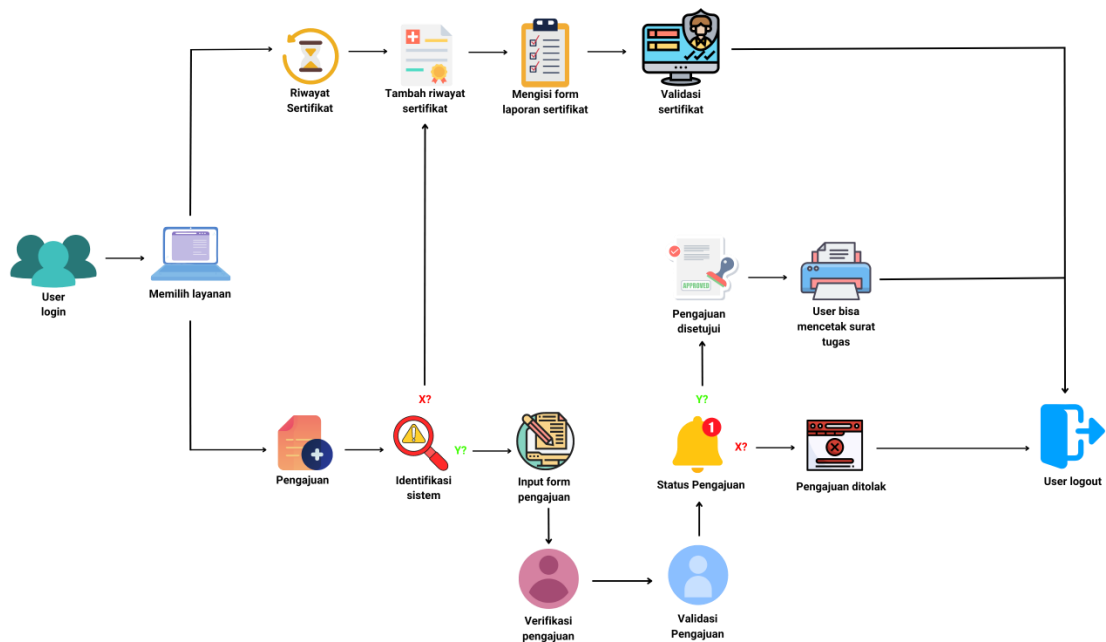 Riwayat
Sertifikat
Tambah riwayat
sertifikat
Mengisi form
laporan sertifikat
Validasi
sertifikat
User
login
Memilih layanan
APPROVED
Pengajuan
disetujui
User bisa
mencetak surat
tugas
X?
Y?
Y?
1
X?
Pengajuan
Identifikasi
sistem
Input form
pengajuan
Status Pengajuan
Pengajuan ditolak
User logout
Verifikasi
pengajuan
Validasi
Pengajuan